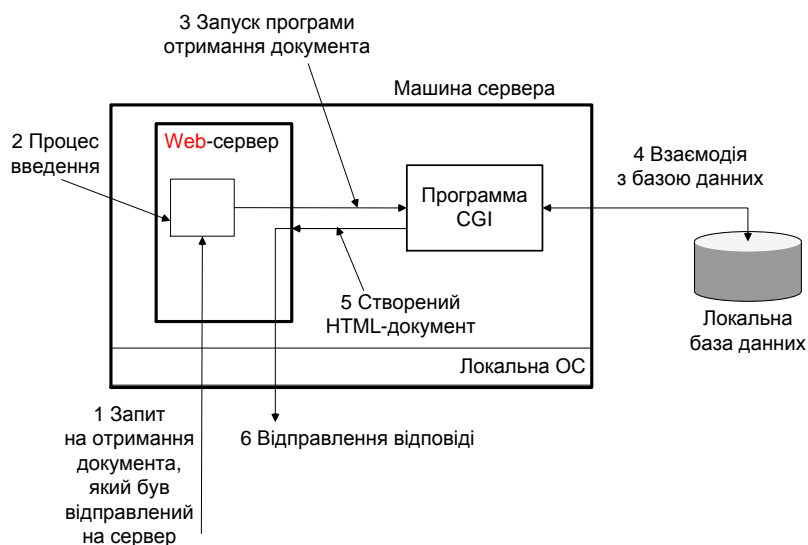 3 Запуск програми
отримання документа
Машина сервера
2 Процес
введення
Web-сервер
Программа
CGI
4 Взаємодія
з базою данних
5 Створений
HTML-документ
Локальна
база данних
Локальна ОС
1 Запит
на отримання
документа,
який був
відправлений
на сервер
6 Відправлення відповіді